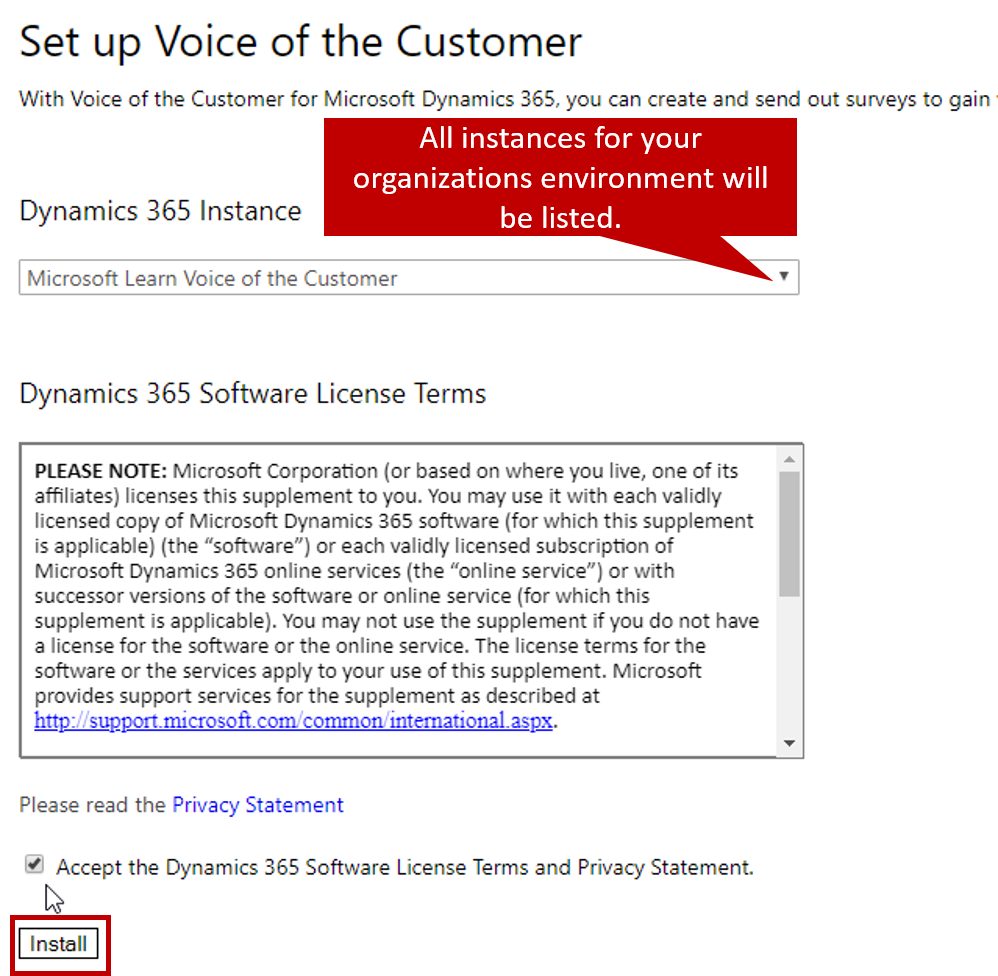 Set up Voice of the Customer
With Voice of the Customer for Microsoft Dynamics 365, you can create and send out surveys to gain
All instances for your
organizations environment will
be listed.
Dynamics 365 Instance
Microsoft Learn Voice of the Customer
Dynamics 365 Software License Terms
PLEASE NOTE: Microsoft Corporation (or based on where you live, one of its
affiliates) licenses this supplement to you. You may use it with each validly
licensed copy of Microsoft Dynamics 365 software (for which this supplement
is applicable) (the “software”) or each validly licensed subscription of
Microsoft Dynamics 365 online services (the “online service”) or with
successor versions of the software or online service (for which this
supplement is applicable). You may not use the supplement if you do not have
a license for the software or the online service. The license terms for the
software or the services apply to your use of this supplement. Microsoft
provides support services for the supplement as described at
http://support.microsoft.com/common/international.aspx.
Please read the Privacy Statement
Accept the Dynamics 365 Software License Terms and Privacy Statement.
Install